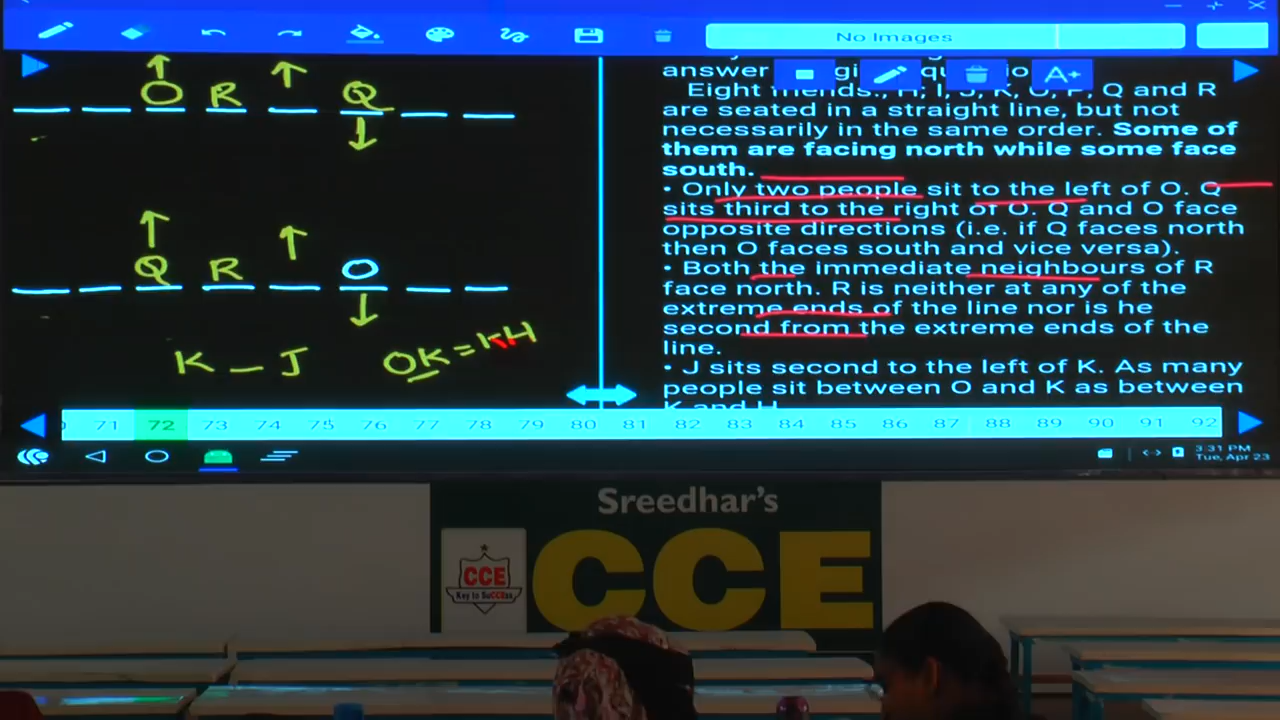 No Images
O R Q
Q R O
K _ J OK = KH
A+
answer
Eight friends., H, I, J, K, O, P, Q and R
are seated in a straight line, but not
necessarily in the same order. Some of
them are facing north while some face
south.
• Only two people sit to the left of O. Q
sits third to the right of O. Q and O face
opposite directions (i.e. if Q faces north
then O faces south and vice versa).
• Both the immediate neighbours of R
face north. R is neither at any of the
extreme ends of the line nor is he
second from the extreme ends of the
line.
• J sits second to the left of K. As many
people sit between O and K as between
K and H.
71 72 73 74 75 76 77 78 79 80 81 82 83 84 85 86 87 88 89 90 91 92
3:31 PM
Tue, Apr 23
Sreedhar's
CCE
CCE
Key to SuCCEss